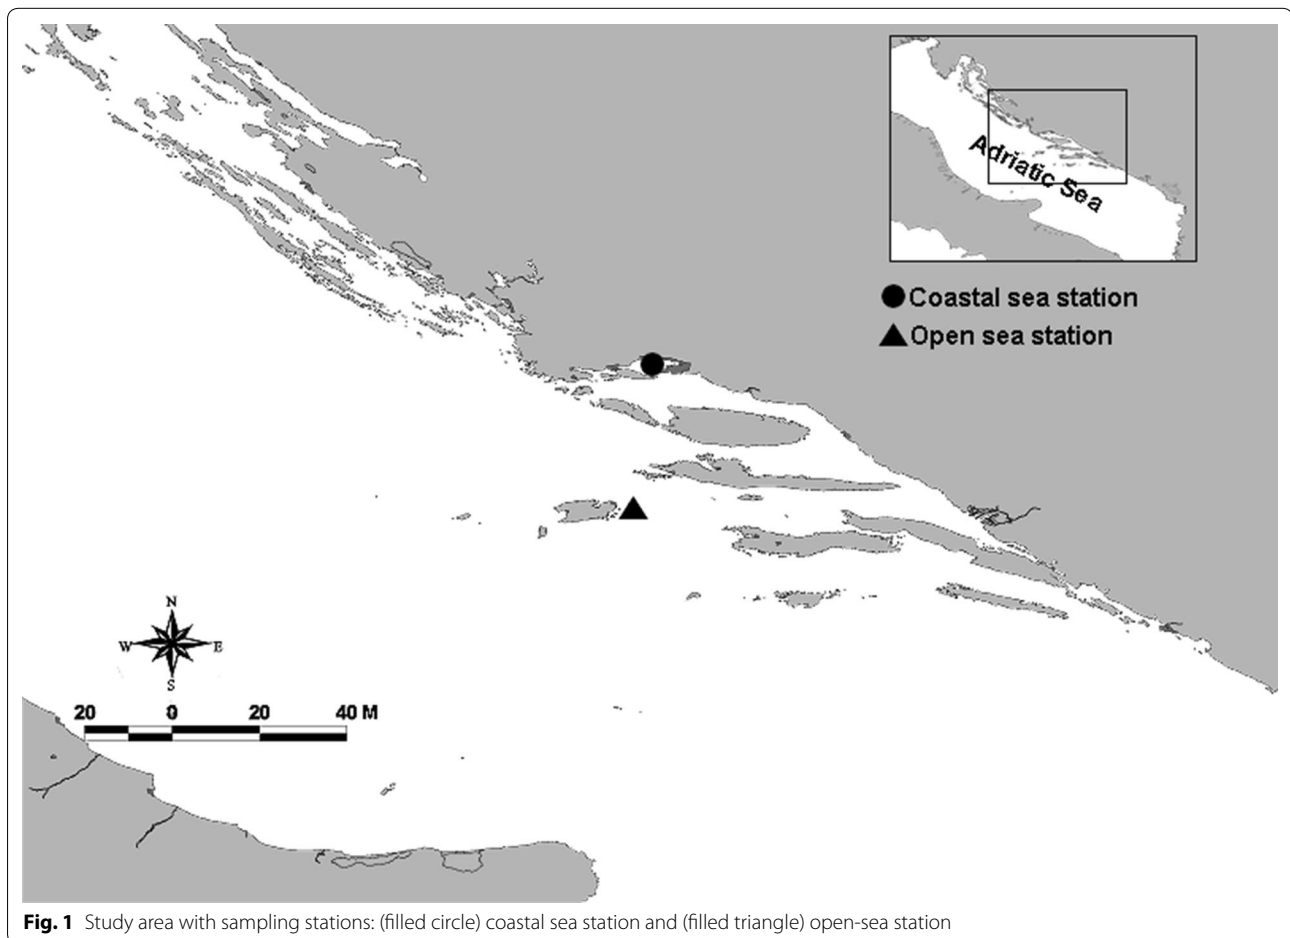 Adriatic Sea
Coastal sea station
Open sea station
N
W E
S
20 0 20 40 M
Fig. 1 Study area with sampling stations: (filled circle) coastal sea station and (filled triangle) open-sea station